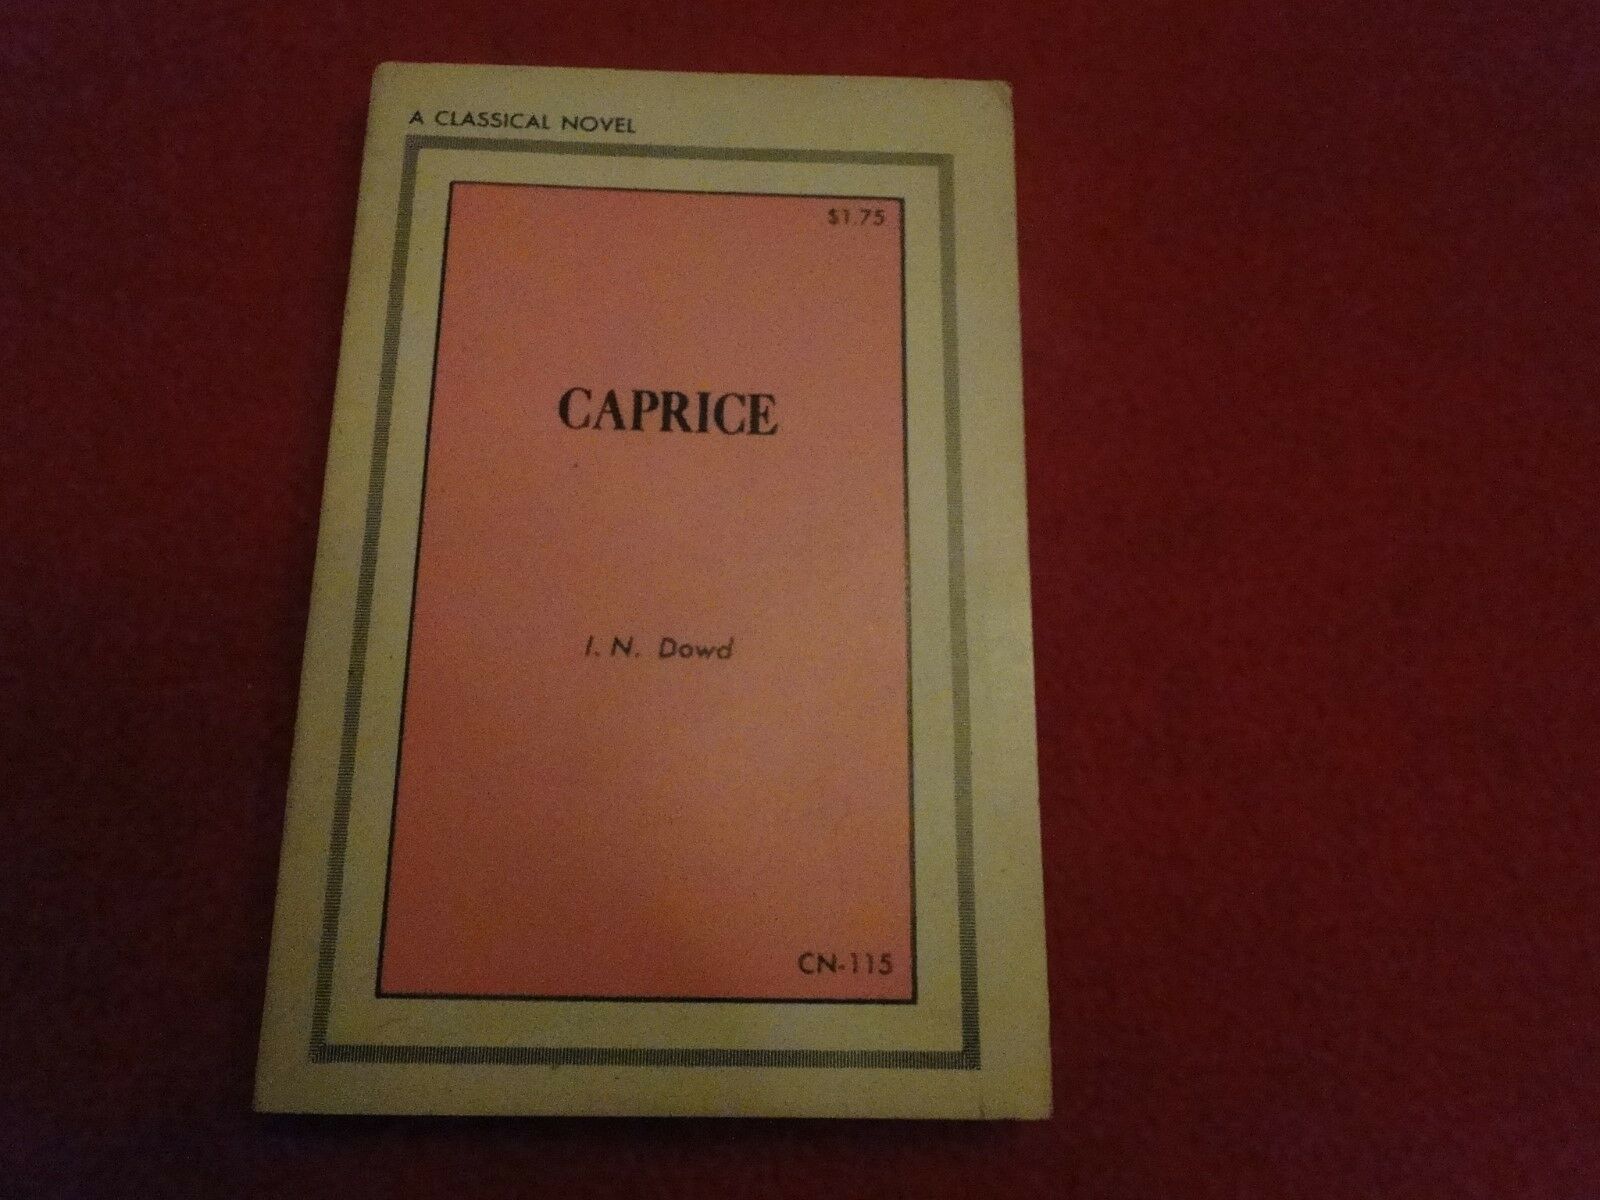 A CLASSICAL NOVEL
$1.75
CAPRICE
I. N. Dowd
CN-115